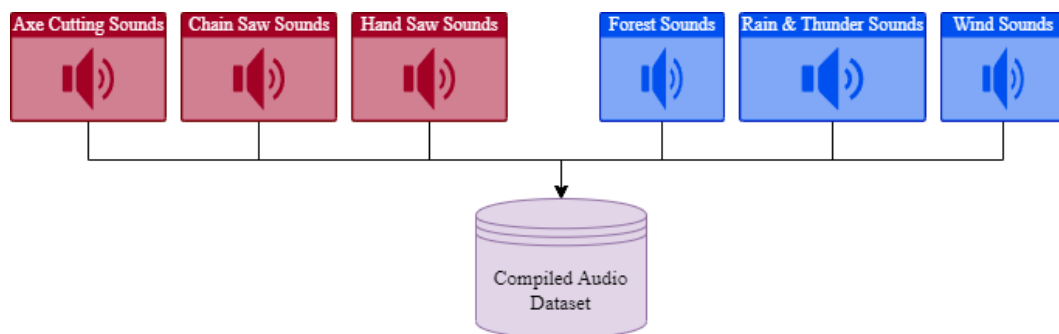 Axe Cutting Sounds
Chain Saw Sounds
Hand Saw Sounds
Forest Sounds
Rain & Thunder Sounds
Wind Sounds
Compiled Audio
Dataset